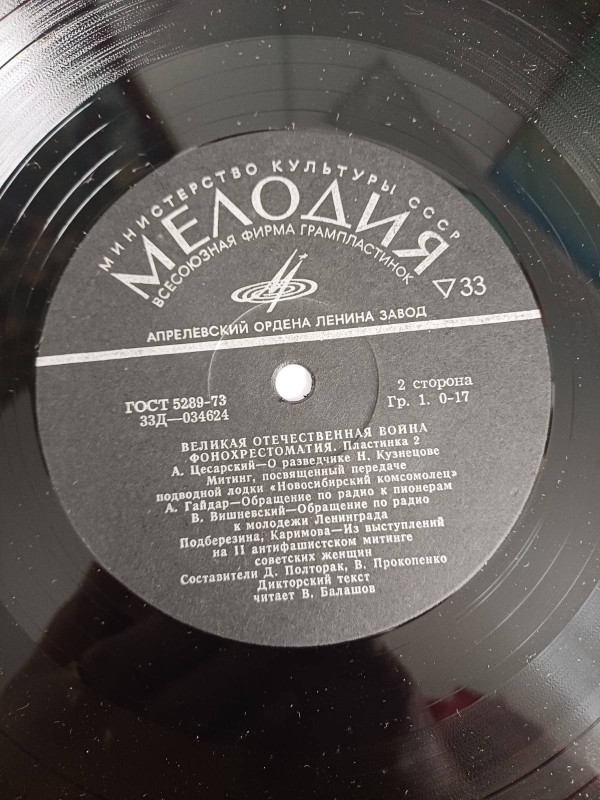 МИНИСТЕРСТВО КУЛЬТУРЫ СССР
МЕЛОДИЯ
ВСЕСОЮЗНАЯ ФИРМА ГРАМПЛАСТИНОК
33
АПРЕЛЕВСКИЙ ОРДЕНА ЛЕНИНА ЗАВОД
ГОСТ 5289-73
33Д—034624
2 сторона
Гр. 1. 0-17
ВЕЛИКАЯ ОТЕЧЕСТВЕННАЯ ВОЙНА
ФОНОХРЕСТОМАТИЯ. Пластинка 2
А. Цесарский—О разведчике Н. Кузнецове
Митинг, посвященный передаче
подводной лодки «Новосибирский комсомолец»
А. Гайдар—Обращение по радио к пионерам
В. Вишневский—Обращение по радио
к молодежи Ленинграда
Подберезина, Каримова—Из выступлений
на II антифашистском митинге
советских женщин
Составители Д. Полторак, В. Прокопенко
Дикторский текст
читает В. Балашов